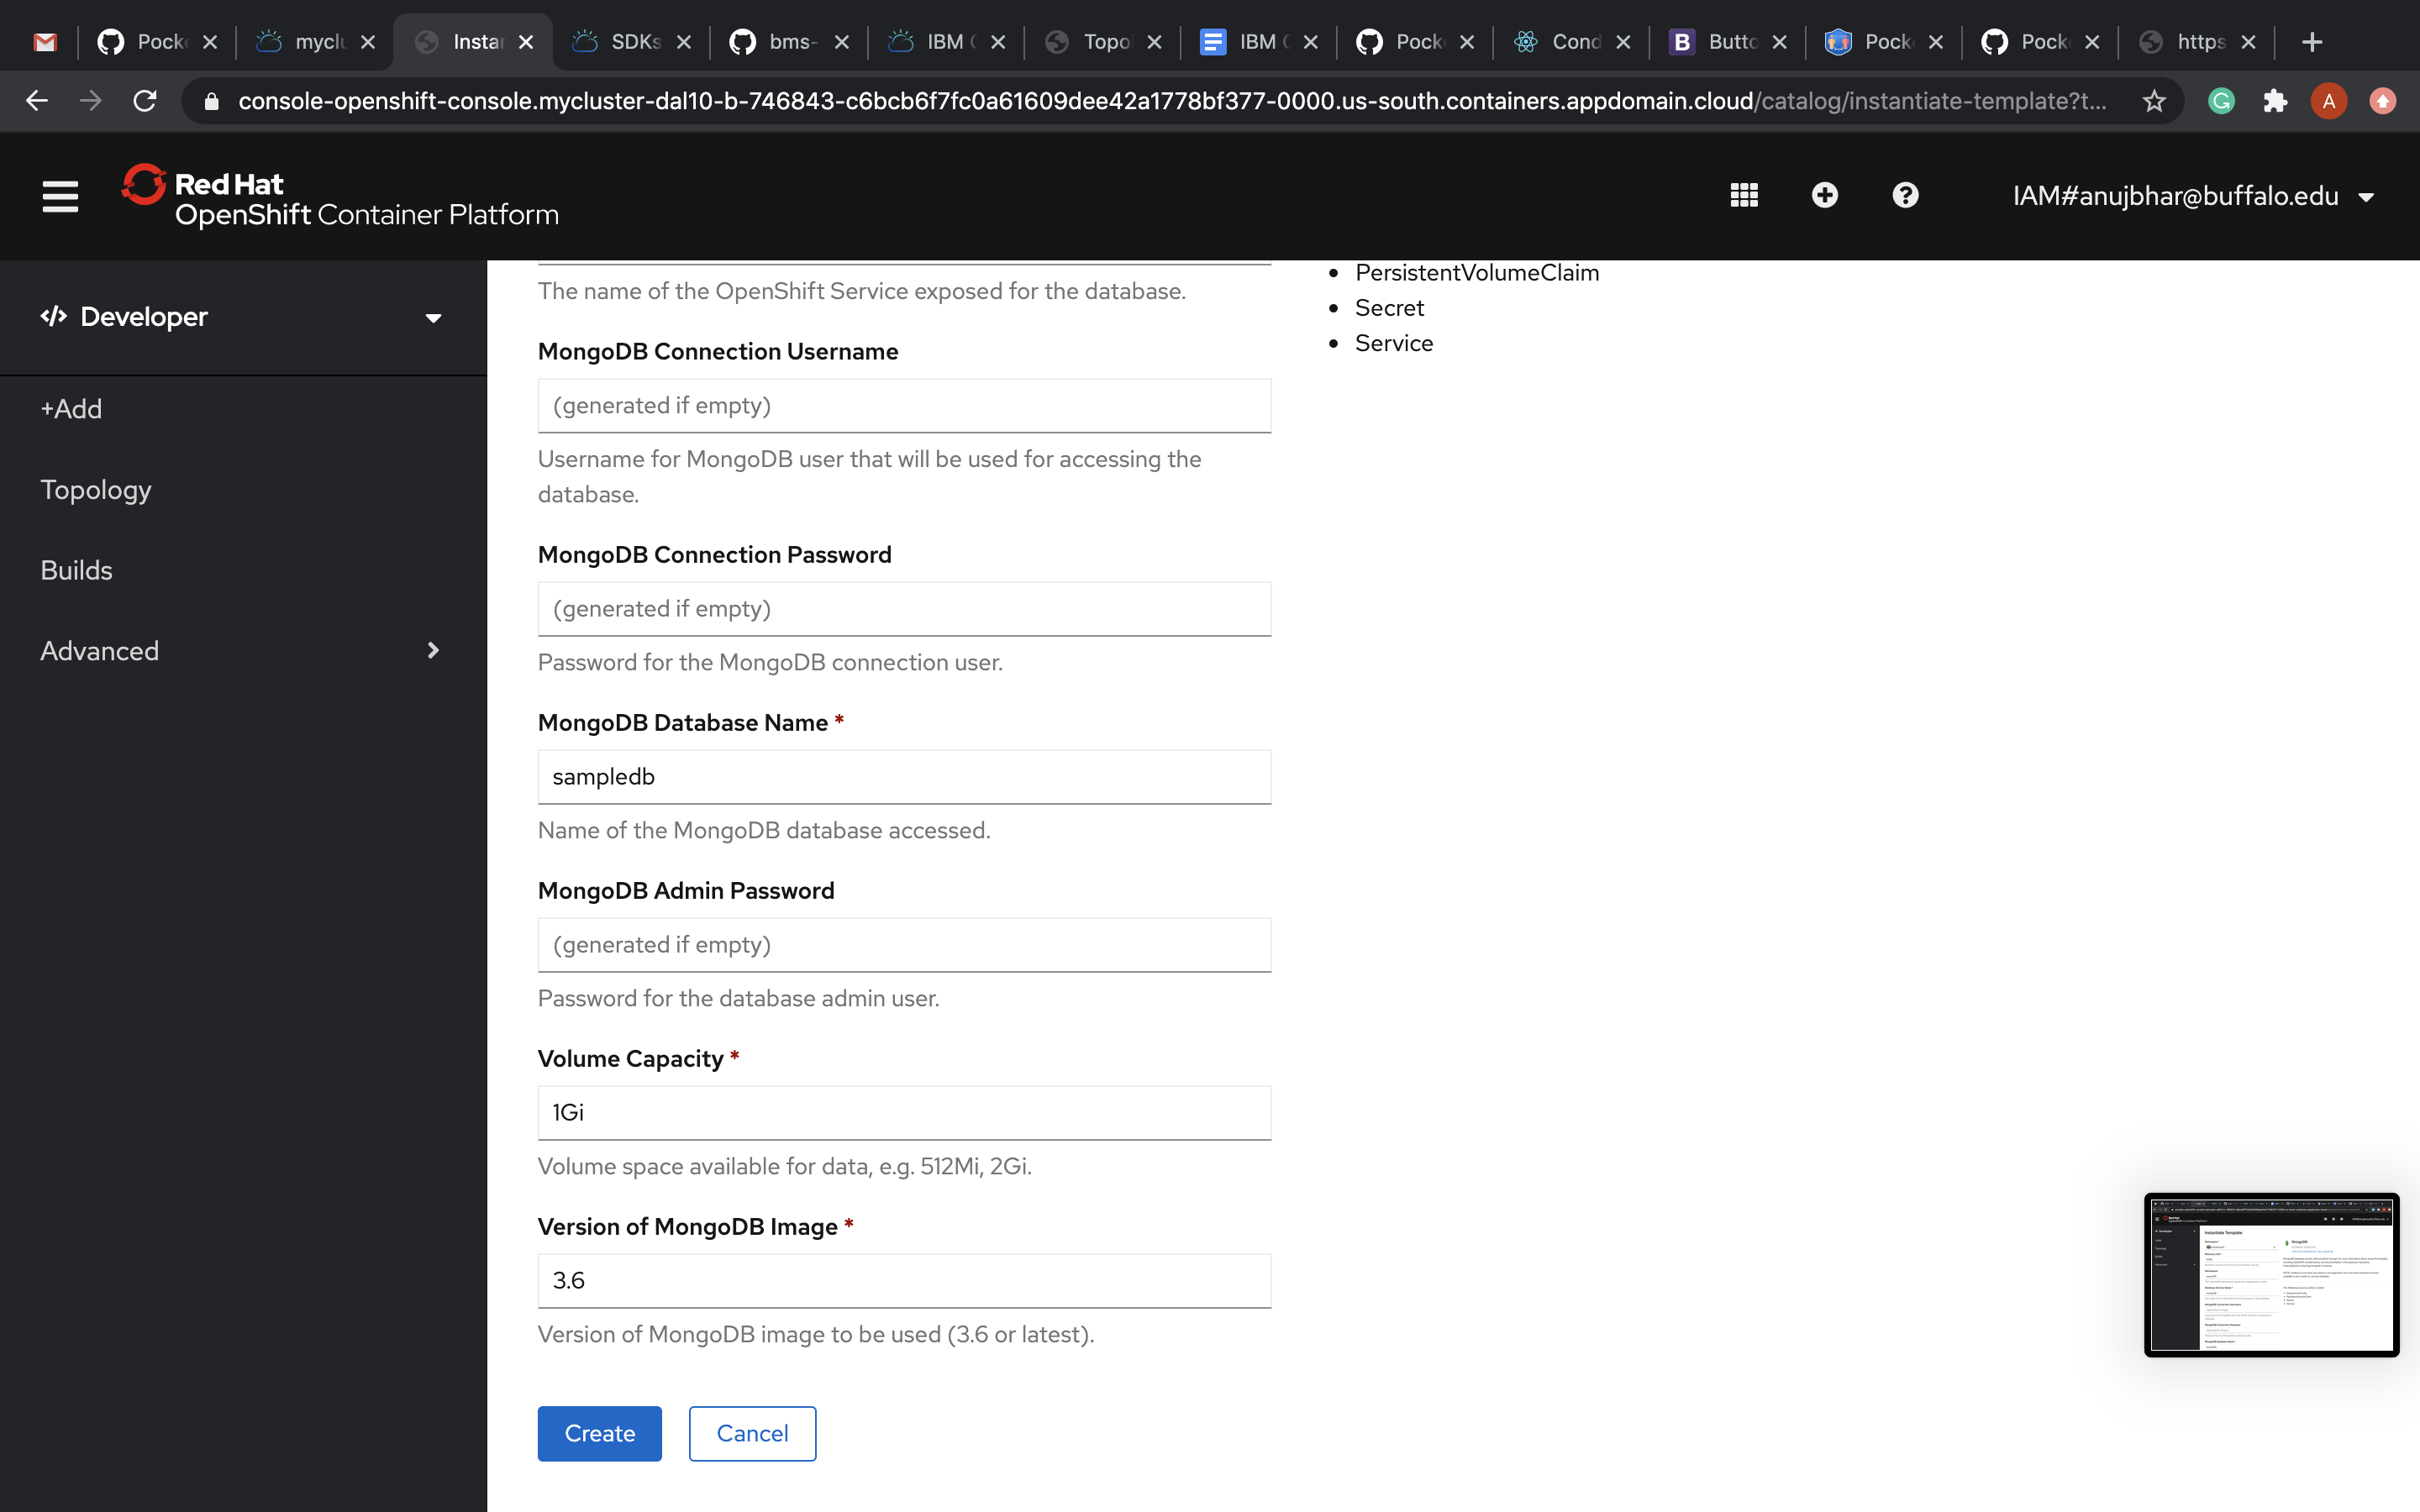 Pock
myclu
Instar
SDKs
bms-
IBM C
Topo
IBM C
Pock
Cond
Butto
Pock
Pock
https
console-openshift-console.mycluster-dal10-b-746843-c6bcb6f7fc0a61609dee42a1778bf377-0000.us-south.containers.appdomain.cloud/catalog/instantiate-template?t...
A
Red Hat
OpenShift Container Platform
IAM#anujbhar@buffalo.edu
Developer
+Add
Topology
Builds
Advanced
The name of the OpenShift Service exposed for the database.
MongoDB Connection Username
(generated if empty)
Username for MongoDB user that will be used for accessing the
database.
MongoDB Connection Password
(generated if empty)
Password for the MongoDB connection user.
MongoDB Database Name *
sampledb
Name of the MongoDB database accessed.
MongoDB Admin Password
(generated if empty)
Password for the database admin user.
Volume Capacity *
1Gi
Volume space available for data, e.g. 512Mi, 2Gi.
Version of MongoDB Image *
3.6
Version of MongoDB image to be used (3.6 or latest).
Create
Cancel
PersistentVolumeClaim
Secret
Service